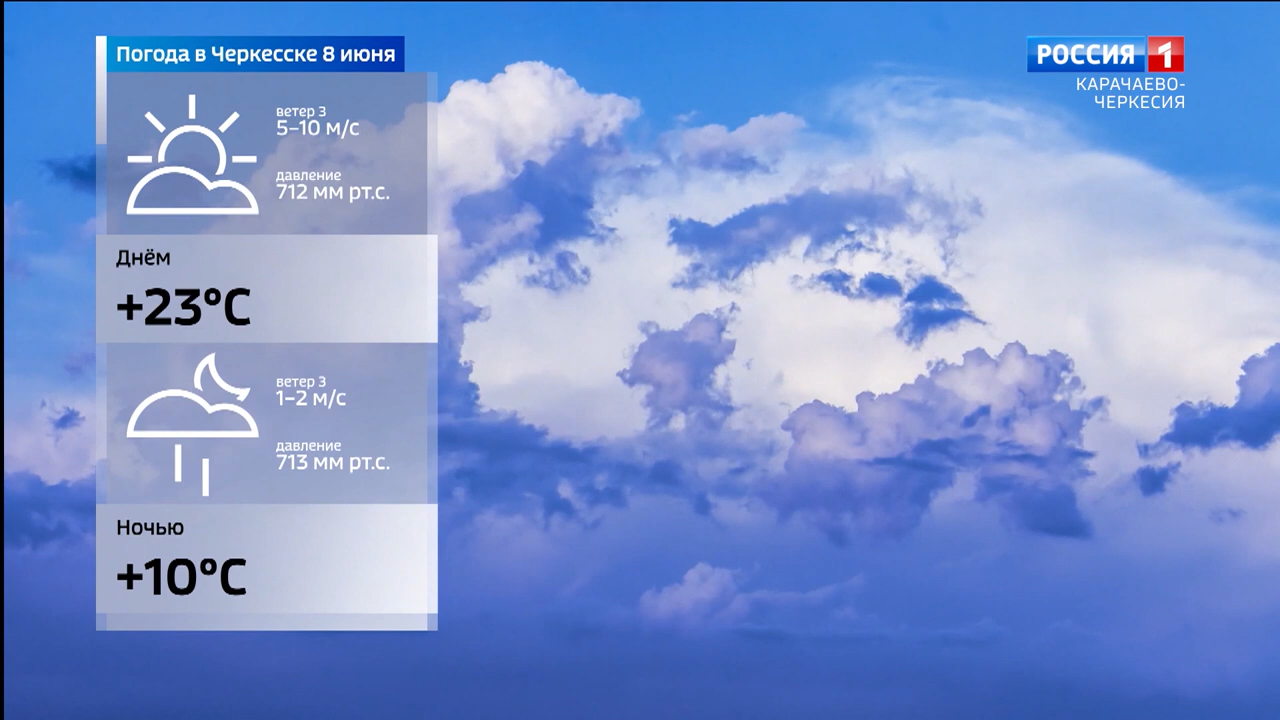 Погода в Черкесске 8 июня
РОССИЯ 1
КАРАЧАЕВО-
ЧЕРКЕСИЯ
ветер З
5–10 м/с
давление
712 мм рт.с.
Днём
+23°С
ветер З
1–2 м/с
давление
713 мм рт.с.
Ночью
+10°С